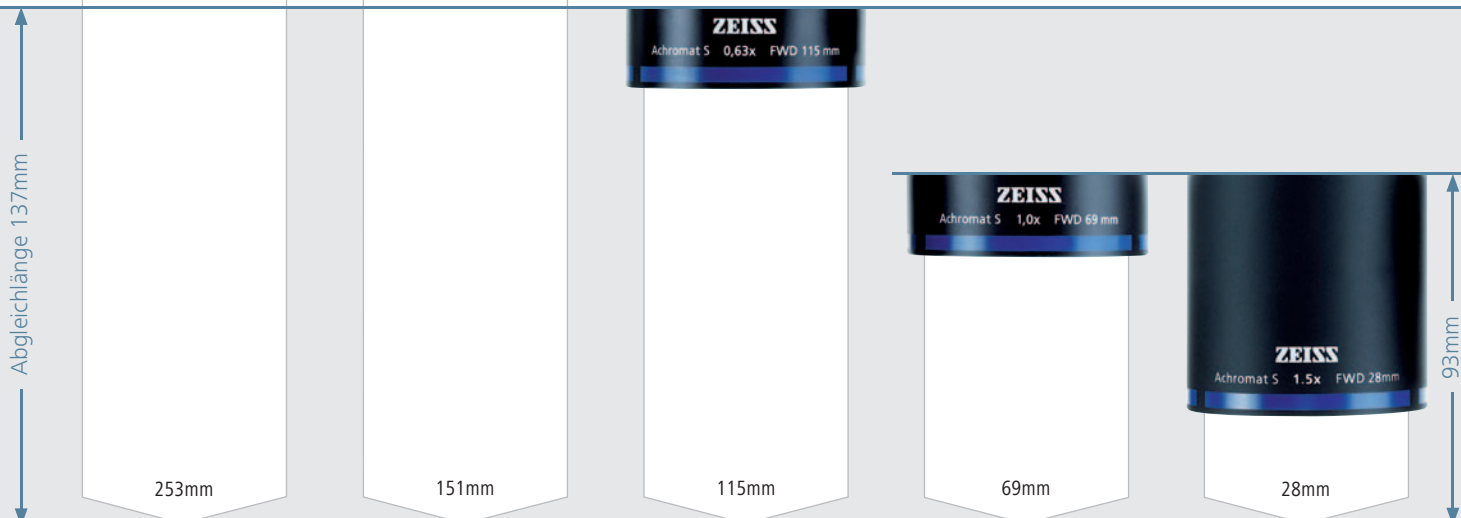 Abgleichlänge 137mm
ZEISS
Achromat S 0,63x FWD 115 mm
ZEISS
Achromat S 1,0x FWD 69 mm
ZEISS
Achromat S 1.5x FWD 28mm
93mm
253mm
151mm
115mm
69mm
28mm